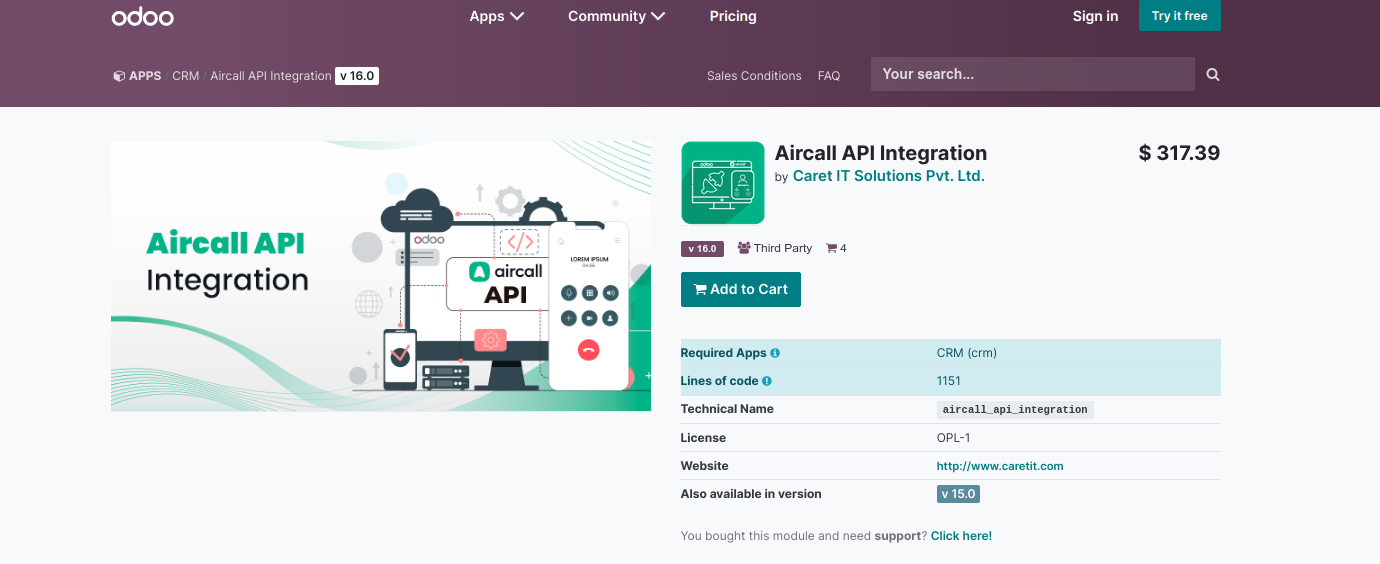 odoo
Apps Community Pricing Sign in Try it free
APPS / CRM / Aircall API Integration v 16.0 Sales Conditions FAQ Your search...
Aircall API
Integration
odoo
</>
aircall
API
LOREM IPSUM
04:56
odoo aircall
Aircall API Integration $ 317.39
by Caret IT Solutions Pvt. Ltd.
v 16.0 Third Party 4
Add to Cart
Required Apps CRM (crm)
Lines of code 1151
Technical Name aircall_api_integration
License OPL-1
Website http://www.caretit.com
Also available in version v 15.0
You bought this module and need support? Click here!